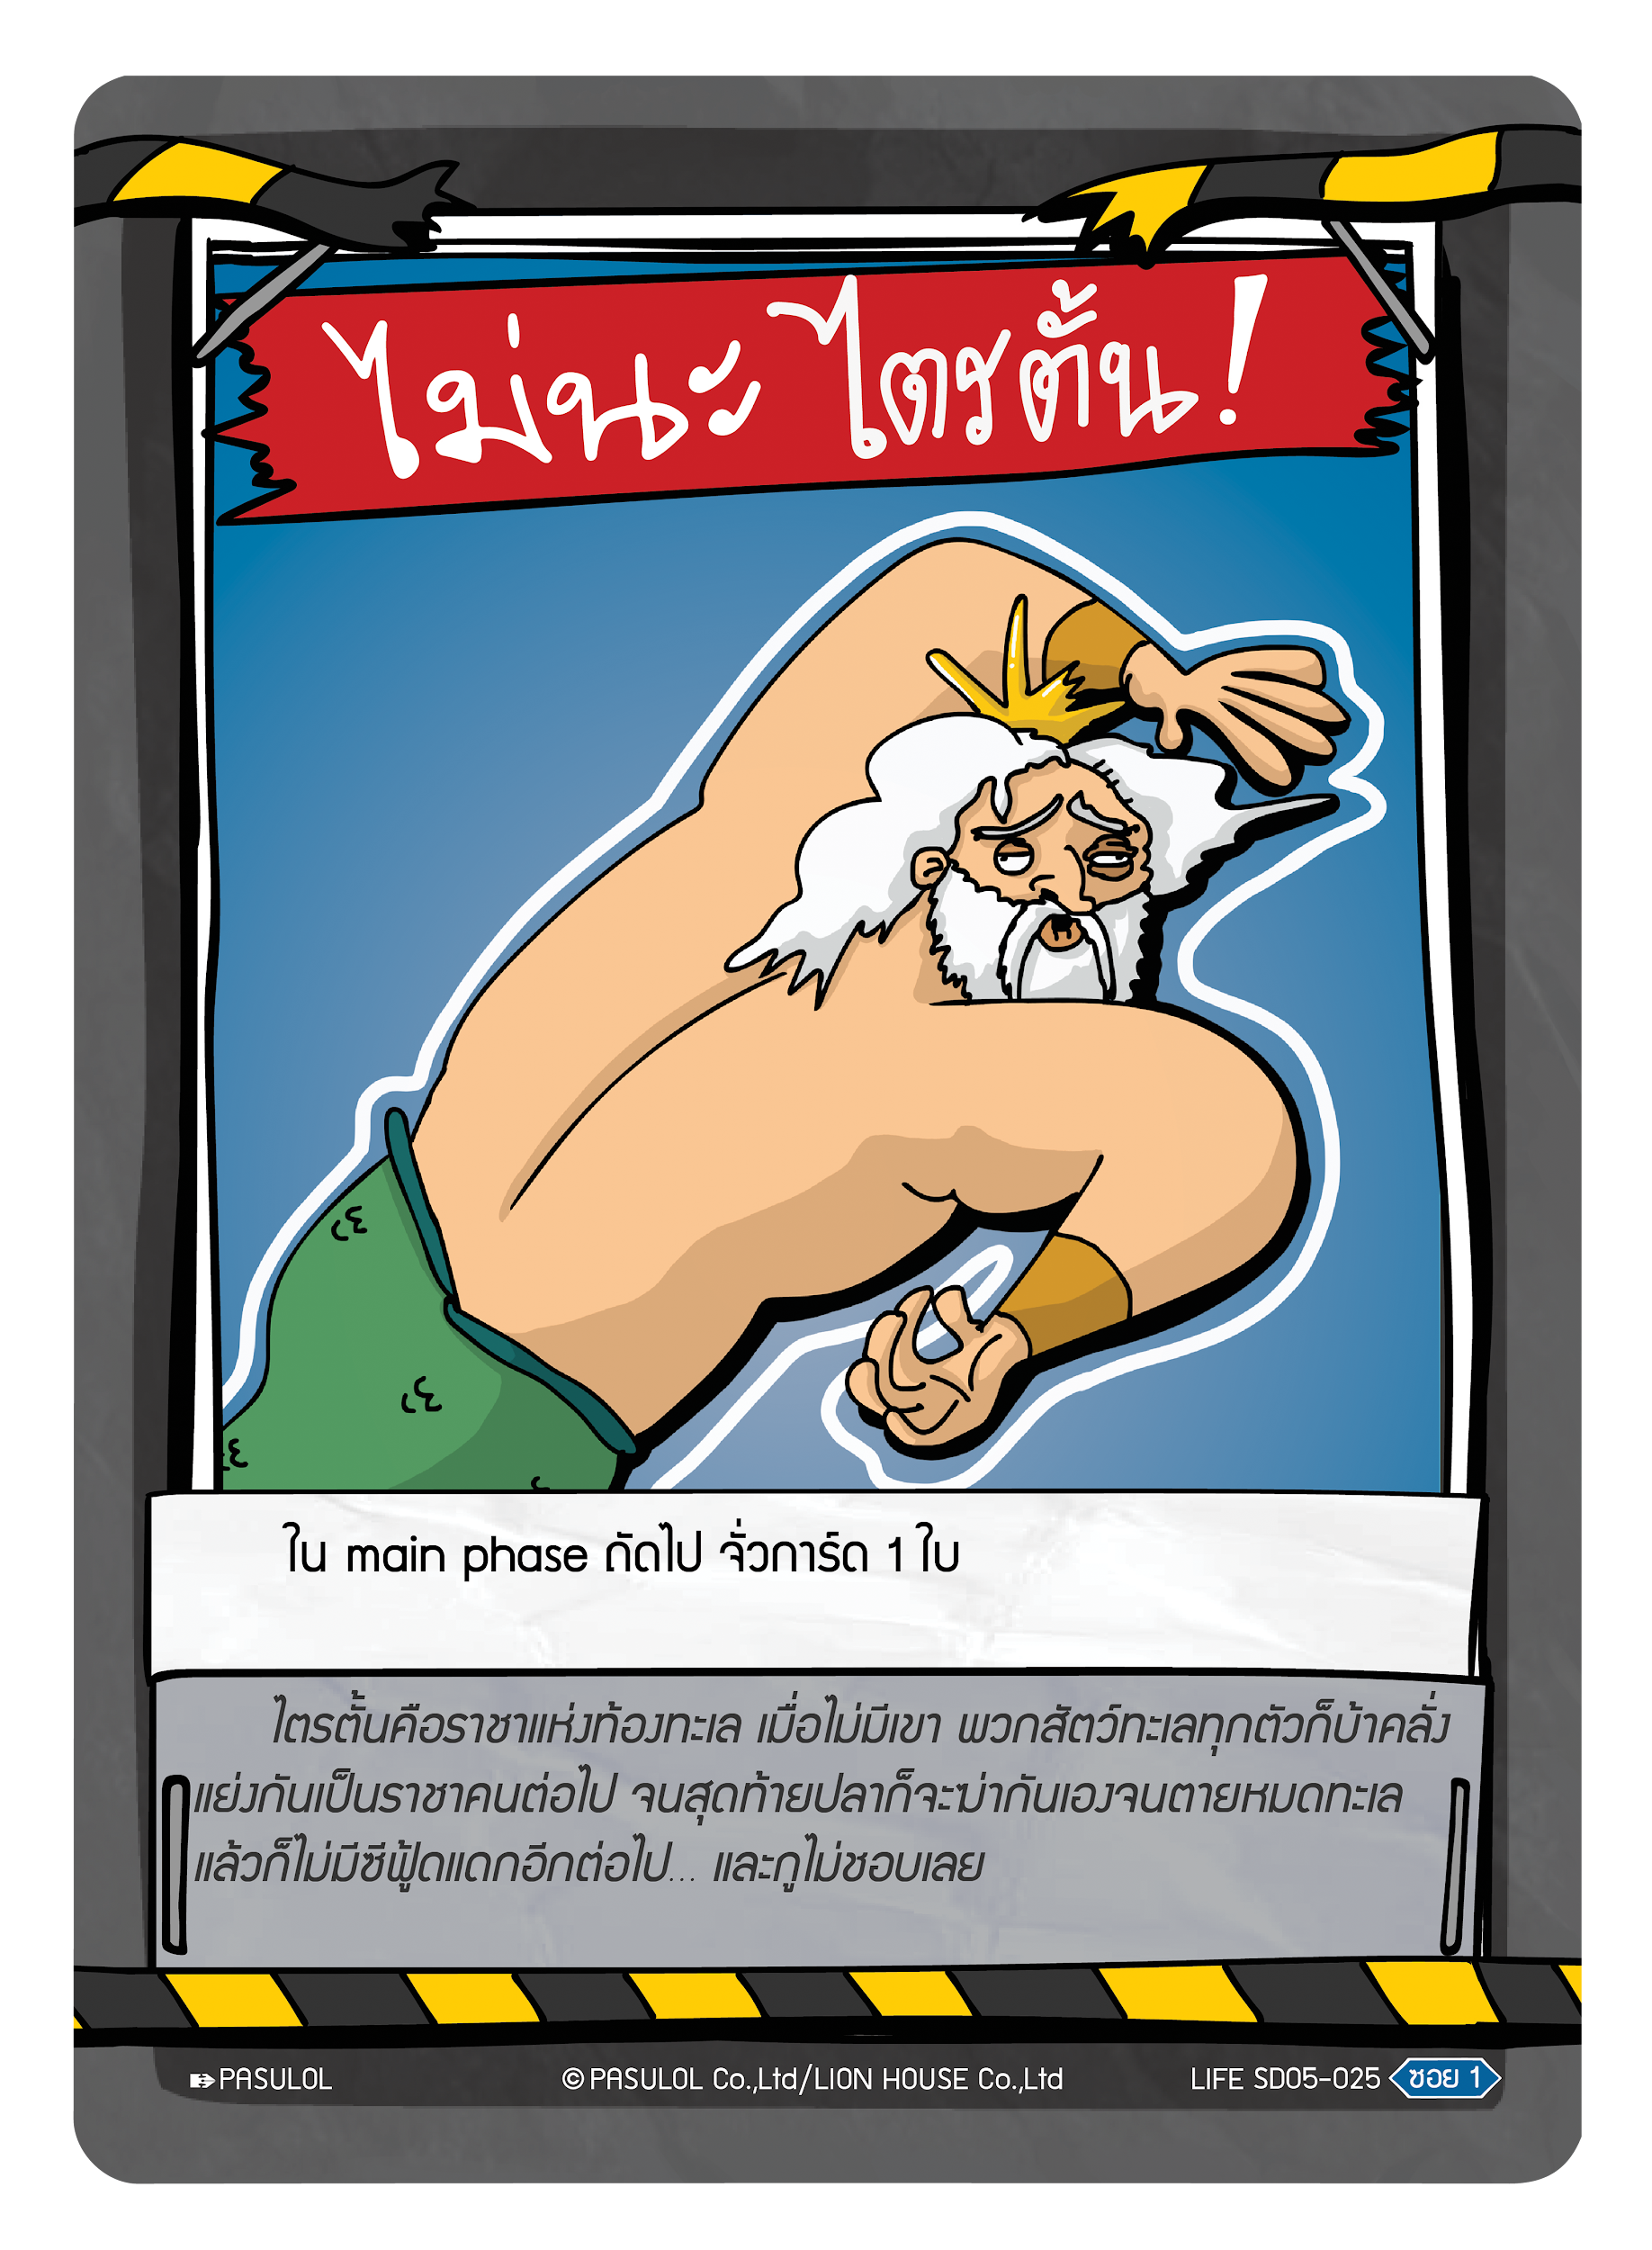 ไม่นะ ไตรตั้น!
ใน main phase ถัดไป จั่วการ์ด 1 ใบ
ไตรตั้นคือราชาแห่งท้องทะเล เมื่อไม่มีเขา พวกสัตว์ทะเลทุกตัวก็บ้าคลั่ง
แย่งกันเป็นราชาคนต่อไป จนสุดท้ายปลาก็จะฆ่ากันเองจนตายหมดทะเล
แล้วก็ไม่มีซีฟู้ดแดกอีกต่อไป... และกูไม่ชอบเลย
PASULOL ©PASULOL Co.,Ltd/LION HOUSE Co.,Ltd LIFE SD05-025 ซอย 1